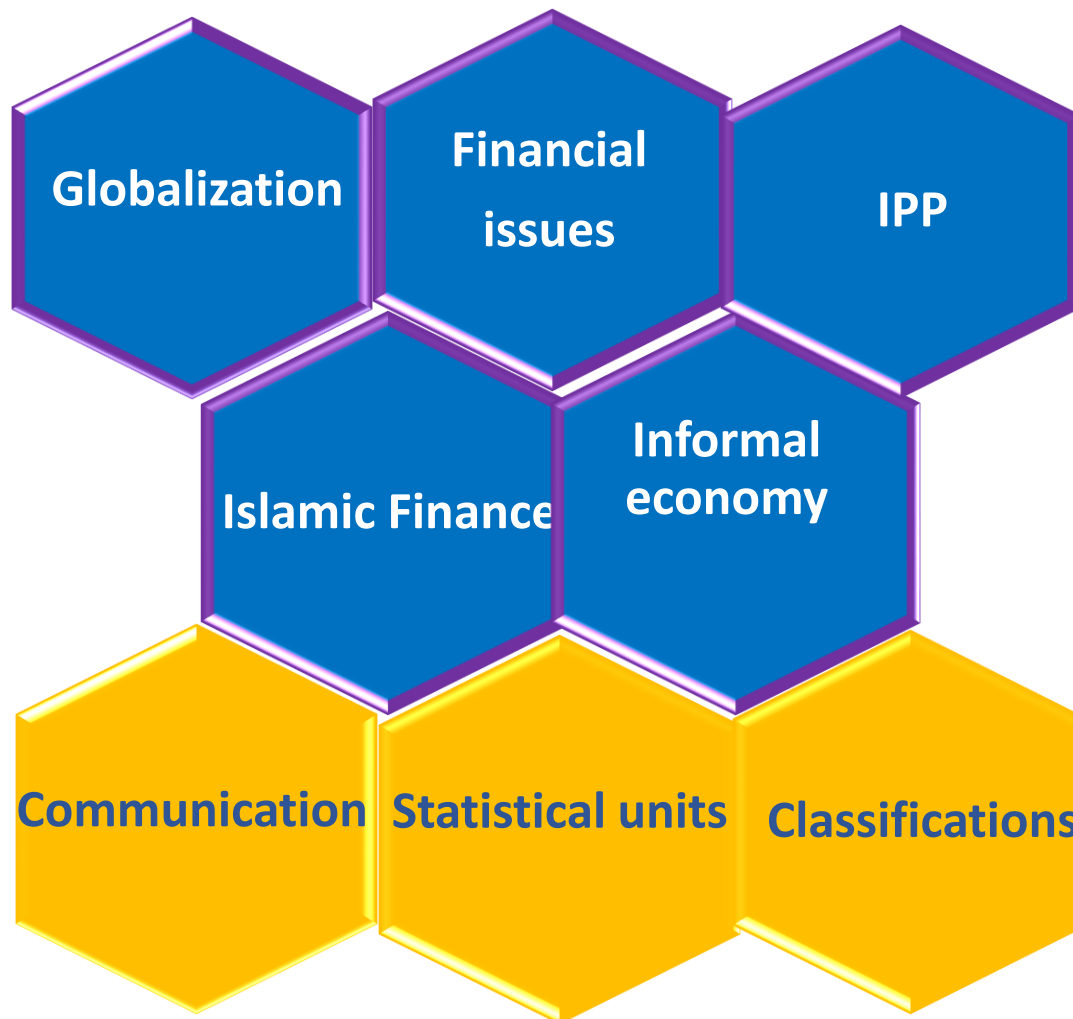 Globalization
Financial
issues
IPP
Islamic Finance
Informal
economy
Communication
Statistical units
Classifications